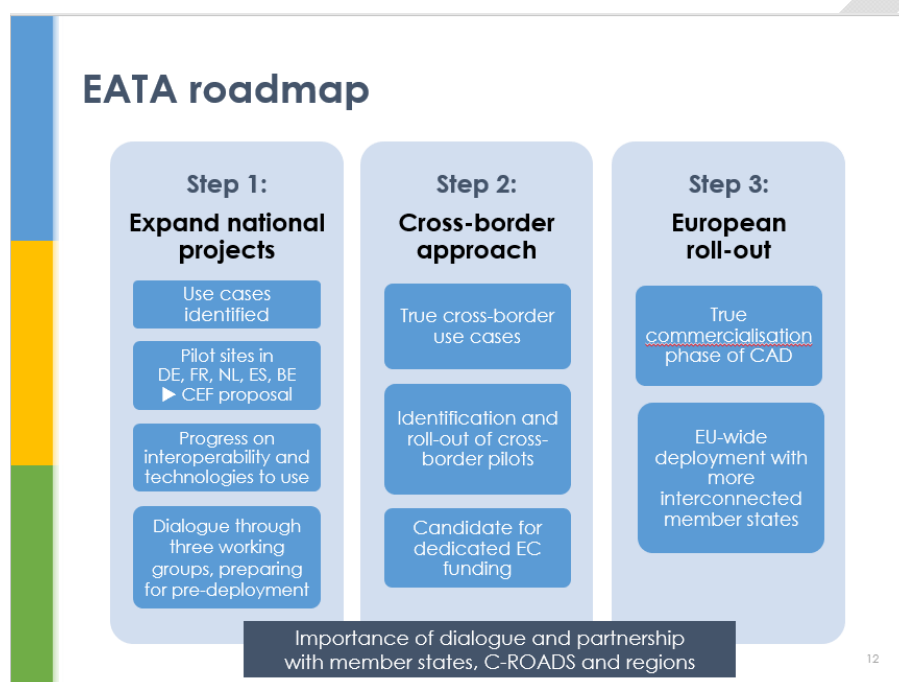 EATA roadmap
Step 1:
Expand national
projects
Use cases
identified
Pilot sites in
DE, FR, NL, ES, BE
▶ CEF proposal
Progress on
interoperability and
technologies to use
Dialogue through
three working
groups, preparing
for pre-deployment
Step 2:
Cross-border
approach
True cross-border
use cases
Identification and
roll-out of cross-
border pilots
Candidate for
dedicated EC
funding
Step 3:
European
roll-out
True
commercialisation
phase of CAD
EU-wide
deployment with
more
interconnected
member states
Importance of dialogue and partnership
with member states, C-ROADS and regions
12